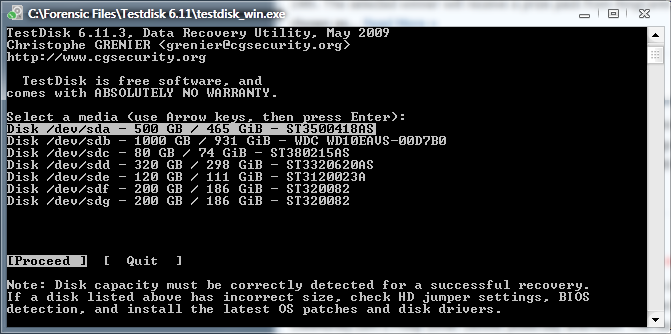 C:\Forensic Files\Testdisk 6.11\testdisk_win.exe
TestDisk 6.11.3, Data Recovery Utility, May 2009
Christophe GRENIER <grenier@cgsecurity.org>
http://www.cgsecurity.org
TestDisk is free software, and
comes with ABSOLUTELY NO WARRANTY.
Select a media (use Arrow keys, then press Enter):
Disk /dev/sda - 500 GB / 465 GiB - ST3500418AS
Disk /dev/sdb - 1000 GB / 931 GiB - WDC WD10EAVS-00D7B0
Disk /dev/sdc - 80 GB / 74 GiB - ST380215AS
Disk /dev/sdd - 320 GB / 298 GiB - ST3320620AS
Disk /dev/sde - 120 GB / 111 GiB - ST3120023A
Disk /dev/sdf - 200 GB / 186 GiB - ST320082
Disk /dev/sdg - 200 GB / 186 GiB - ST320082
[Proceed ] [ Quit ]
Note: Disk capacity must be correctly detected for a successful recovery.
If a disk listed above has incorrect size, check HD jumper settings, BIOS
detection, and install the latest OS patches and disk drivers.